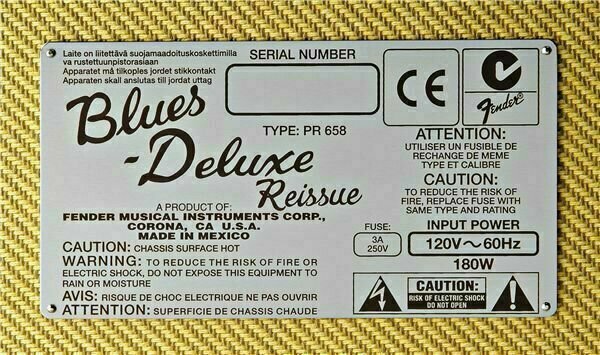 Laite on liitettävä suojamaadoituskoskettimilla
va rustettuunpistorasiaan
Apparatet må tilkoples jordet stikkontakt
Apparaten skall anslutas till jordat uttag
SERIAL NUMBER
CE
C
Fender
Blues
-Deluxe
Reissue
TYPE: PR 658
ATTENTION:
UTILISER UN FUSIBLE DE
RECHANGE DE MEME
TYPE ET CALIBRE
CAUTION:
TO REDUCE THE RISK OF
FIRE, REPLACE FUSE WITH
SAME TYPE AND RATING
A PRODUCT OF:
FENDER MUSICAL INSTRUMENTS CORP.,
CORONA, CA U.S.A.
MADE IN MEXICO
CAUTION: CHASSIS SURFACE HOT
WARNING: TO REDUCE THE RISK OF FIRE OR
ELECTRIC SHOCK, DO NOT EXPOSE THIS EQUIPMENT TO
RAIN OR MOISTURE
AVIS: RISQUE DE CHOC ELECTRIQUE NE PAS OUVRIR
ATTENTION: SUPERFICIE DE CHASSIS CHAUDE
FUSE:
3A
250V
INPUT POWER
120V~60Hz
180W
CAUTION:
RISK OF ELECTRIC SHOCK
DO NOT OPEN